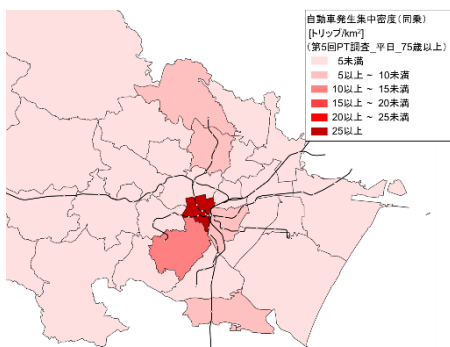 自動車発生集中密度(同乗)
[トリップ/km²]
(第5回PT調査_平日_75歳以上)
5未満
5以上 ~ 10未満
10以上 ~ 15未満
15以上 ~ 20未満
20以上 ~ 25未満
25以上